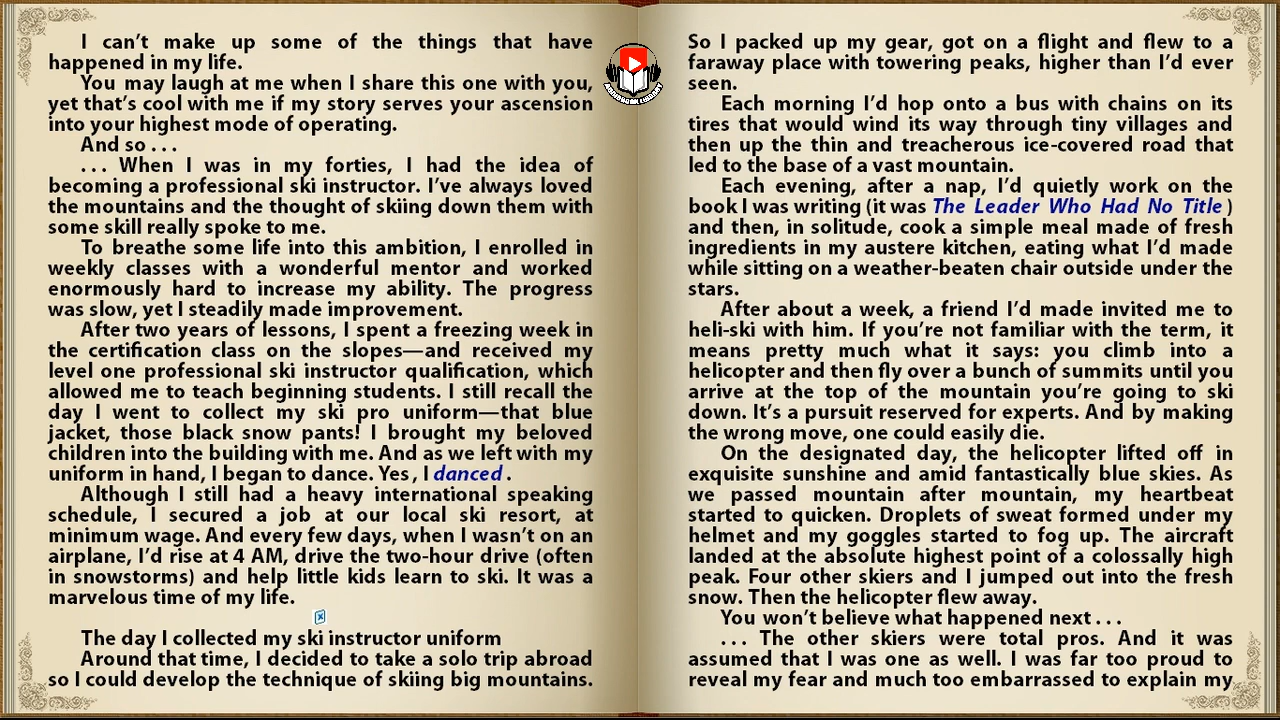 I can’t make up some of the things that have
happened in my life.
You may laugh at me when I share this one with you,
yet that’s cool with me if my story serves your ascension
into your highest mode of operating.
And so . . .
. . . When I was in my forties, I had the idea of
becoming a professional ski instructor. I’ve always loved
the mountains and the thought of skiing down them with
some skill really spoke to me.
To breathe some life into this ambition, I enrolled in
weekly classes with a wonderful mentor and worked
enormously hard to increase my ability. The progress
was slow, yet I steadily made improvement.
After two years of lessons, I spent a freezing week in
the certification class on the slopes—and received my
level one professional ski instructor qualification, which
allowed me to teach beginning students. I still recall the
day I went to collect my ski pro uniform—that blue
jacket, those black snow pants! I brought my beloved
children into the building with me. And as we left with my
uniform in hand, I began to dance. Yes, I danced .
Although I still had a heavy international speaking
schedule, I secured a job at our local ski resort, at
minimum wage. And every few days, when I wasn’t on an
airplane, I’d rise at 4 AM, drive the two-hour drive (often
in snowstorms) and help little kids learn to ski. It was a
marvelous time of my life.
The day I collected my ski instructor uniform
Around that time, I decided to take a solo trip abroad
so I could develop the technique of skiing big mountains.
So I packed up my gear, got on a flight and flew to a
faraway place with towering peaks, higher than I’d ever
seen.
Each morning I’d hop onto a bus with chains on its
tires that would wind its way through tiny villages and
then up the thin and treacherous ice-covered road that
led to the base of a vast mountain.
Each evening, after a nap, I’d quietly work on the
book I was writing (it was The Leader Who Had No Title )
and then, in solitude, cook a simple meal made of fresh
ingredients in my austere kitchen, eating what I’d made
while sitting on a weather-beaten chair outside under the
stars.
After about a week, a friend I’d made invited me to
heli-ski with him. If you’re not familiar with the term, it
means pretty much what it says: you climb into a
helicopter and then fly over a bunch of summits until you
arrive at the top of the mountain you’re going to ski
down. It’s a pursuit reserved for experts. And by making
the wrong move, one could easily die.
On the designated day, the helicopter lifted off in
exquisite sunshine and amid fantastically blue skies. As
we passed mountain after mountain, my heartbeat
started to quicken. Droplets of sweat formed under my
helmet and my goggles started to fog up. The aircraft
landed at the absolute highest point of a colossally high
peak. Four other skiers and I jumped out into the fresh
snow. Then the helicopter flew away.
You won’t believe what happened next . . .
. . . The other skiers were total pros. And it was
assumed that I was one as well. I was far too proud to
reveal my fear and much too embarrassed to explain my